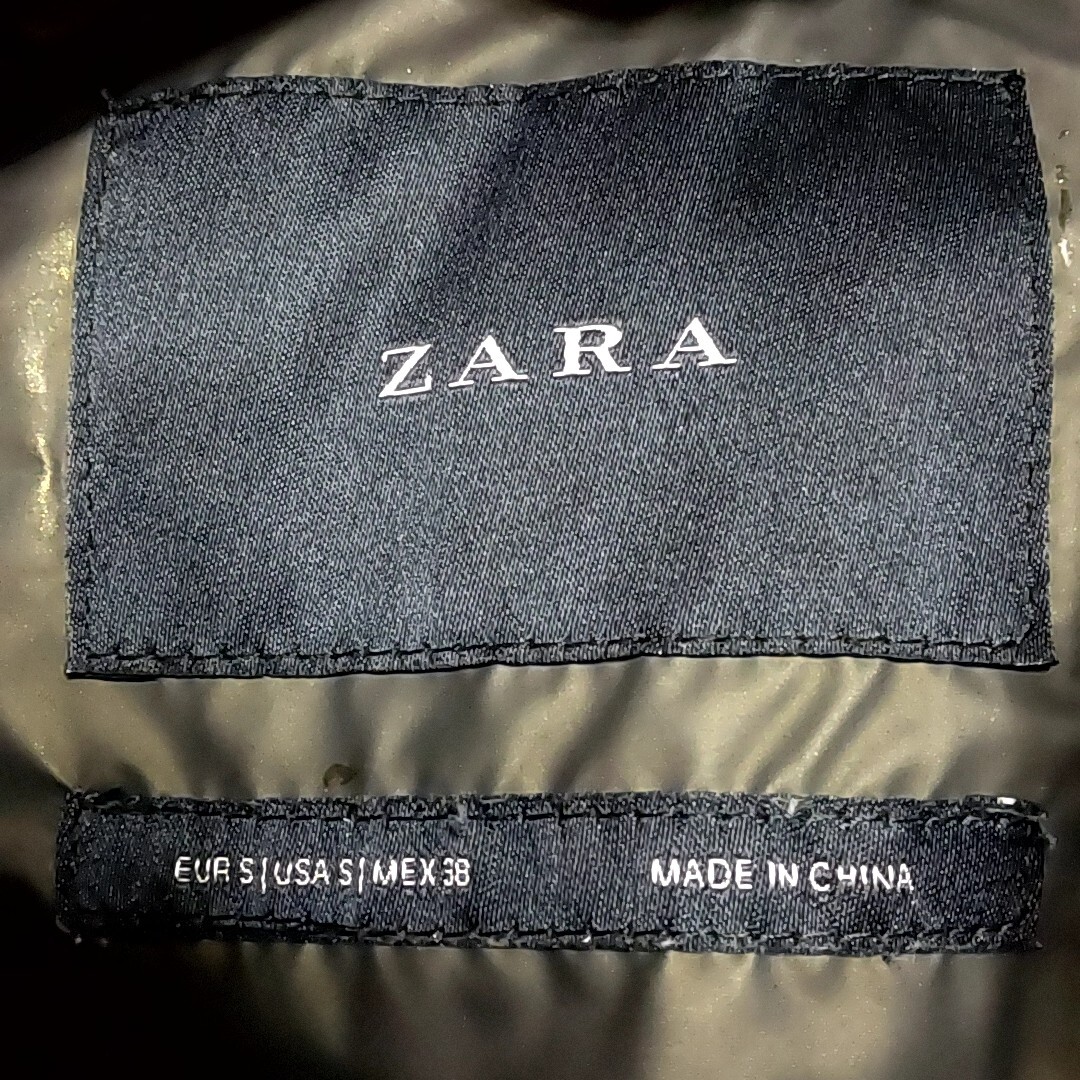 ZARA
EUR S | USA S | MEX 38 MADE IN CHINA